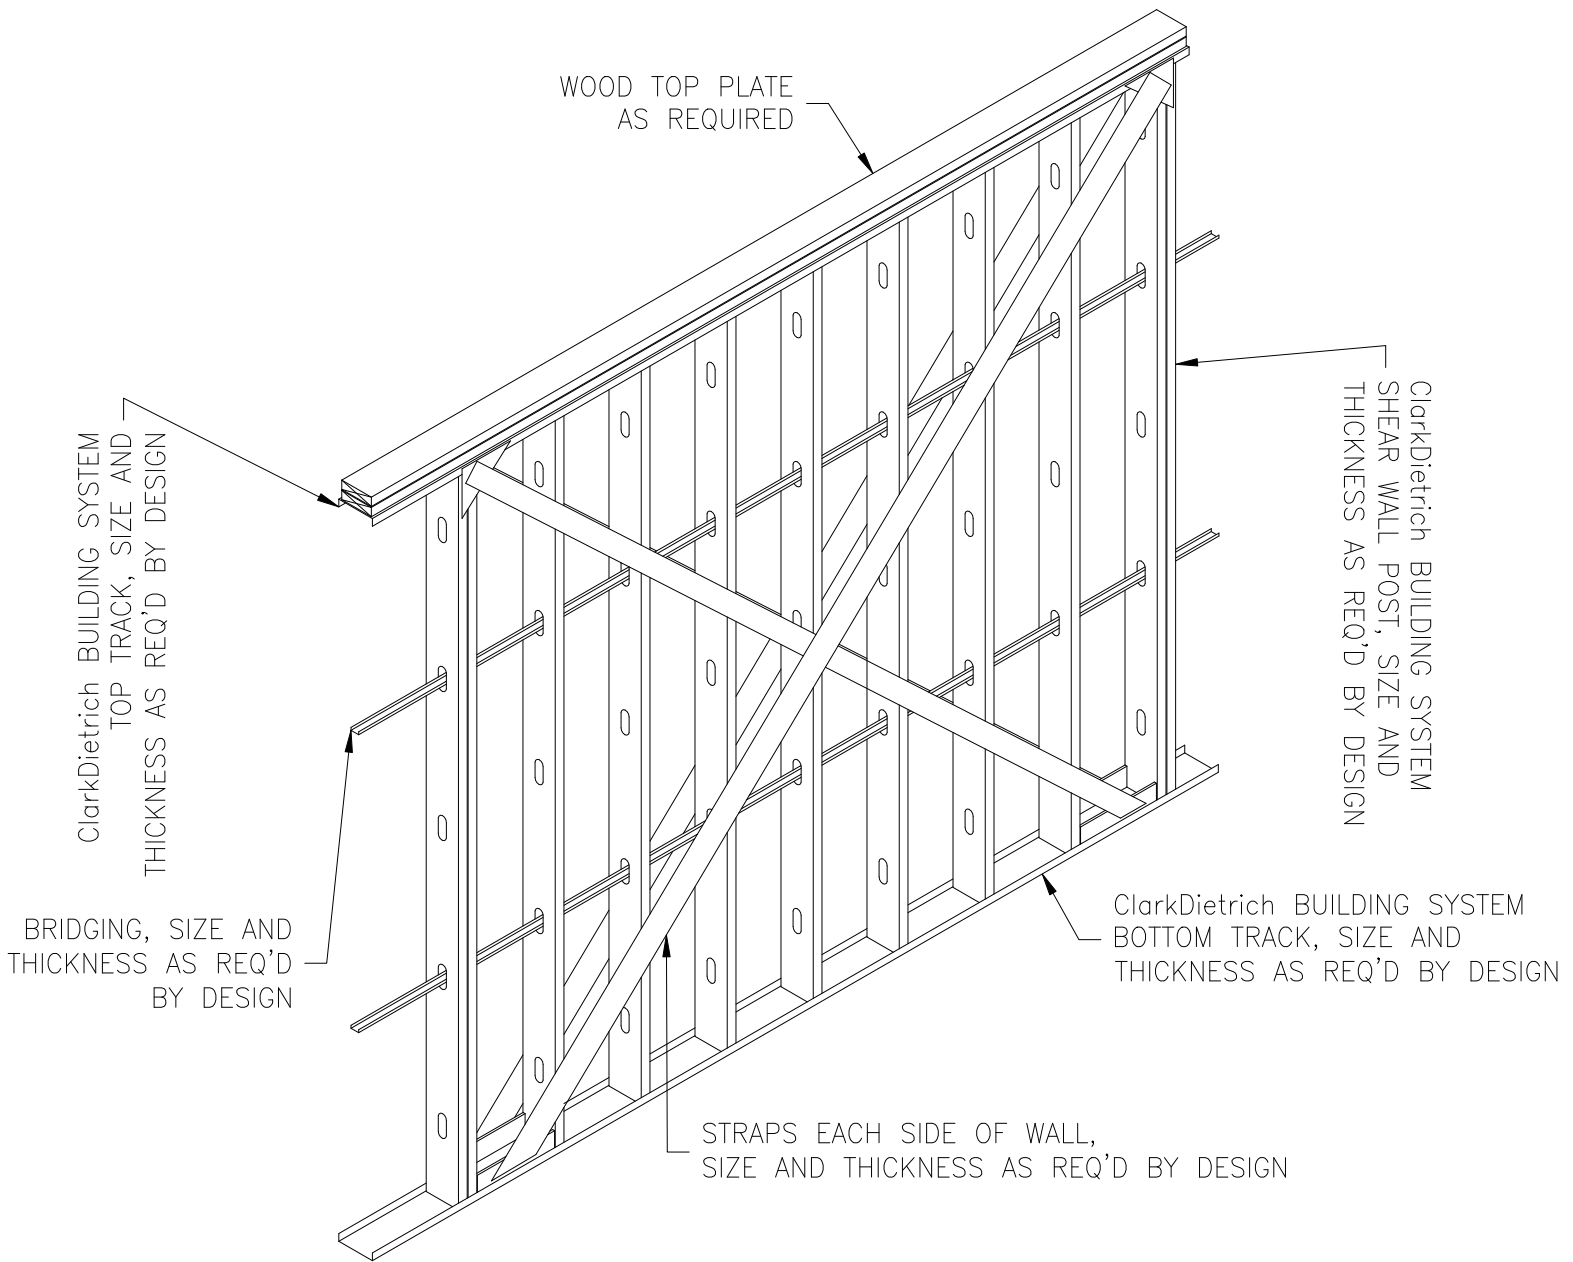 WOOD TOP PLATE
AS REQUIRED
ClarkDietrich BUILDING SYSTEM
TOP TRACK, SIZE AND
THICKNESS AS REQ'D BY DESIGN
ClarkDietrich BUILDING SYSTEM
SHEAR WALL POST, SIZE AND
THICKNESS AS REQ'D BY DESIGN
BRIDGING, SIZE AND
THICKNESS AS REQ'D
BY DESIGN
ClarkDietrich BUILDING SYSTEM
BOTTOM TRACK, SIZE AND
THICKNESS AS REQ'D BY DESIGN
STRAPS EACH SIDE OF WALL,
SIZE AND THICKNESS AS REQ'D BY DESIGN